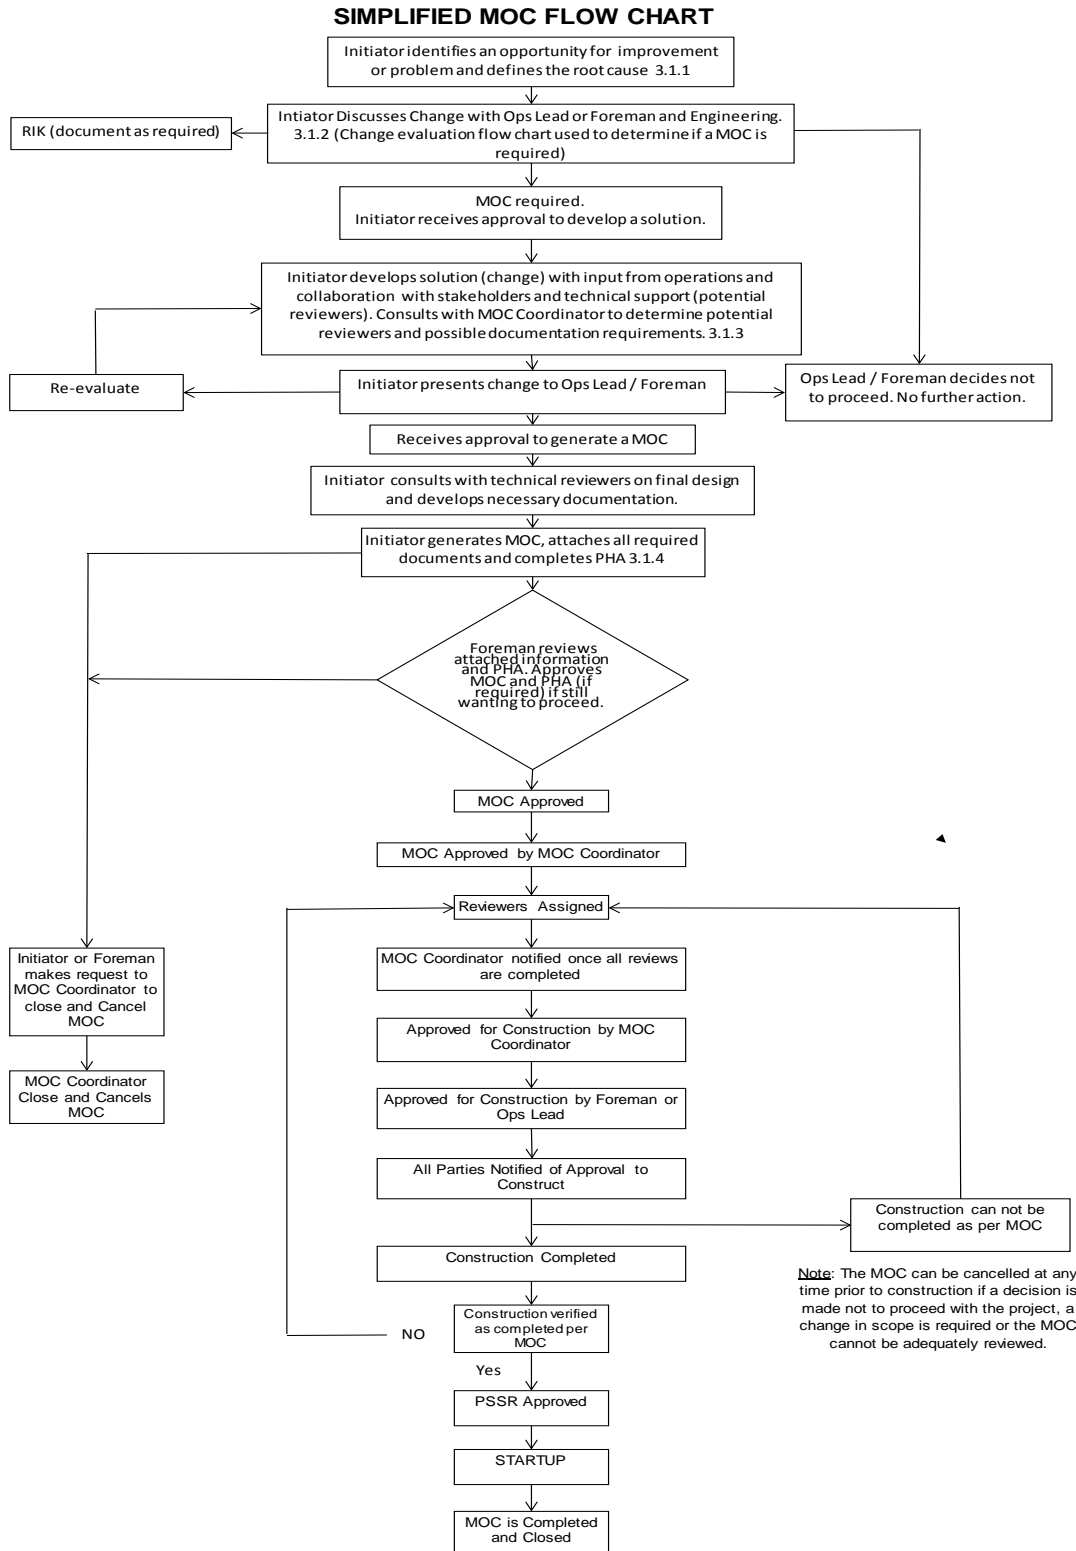 SIMPLIFIED MOC FLOW CHART
Initiator identifies an opportunity for improvement
or problem and defines the root cause 3.1.1
RIK (document as required)
Intiator Discusses Change with Ops Lead or Foreman and Engineering.
3.1.2 (Change evaluation flow chart used to determine if a MOC is
required)
MOC required.
Initiator receives approval to develop a solution.
Initiator develops solution (change) with input from operations and
collaboration with stakeholders and technical support (potential
reviewers). Consults with MOC Coordinator to determine potential
reviewers and possible documentation requirements. 3.1.3
Re-evaluate
Initiator presents change to Ops Lead / Foreman
Ops Lead / Foreman decides not
to proceed. No further action.
Receives approval to generate a MOC
Initiator consults with technical reviewers on final design
and develops necessary documentation.
Initiator generates MOC, attaches all required
documents and completes PHA 3.1.4
Foreman reviews
attached information
and PHA. Approves
MOC and PHA (if
required) if still
wanting to proceed.
MOC Approved
MOC Approved by MOC Coordinator
Reviewers Assigned
Initiator or Foreman
makes request to
MOC Coordinator to
close and Cancel
MOC
MOC Coordinator notified once all reviews
are completed
Approved for Construction by MOC
Coordinator
MOC Coordinator
Close and Cancels
MOC
Approved for Construction by Foreman or
Ops Lead
All Parties Notified of Approval to
Construct
Construction can not be
completed as per MOC
Construction Completed
Note: The MOC can be cancelled at any
time prior to construction if a decision is
made not to proceed with the project, a
change in scope is required or the MOC
cannot be adequately reviewed.
Construction verified
as completed per
MOC
NO
Yes
PSSR Approved
STARTUP
MOC is Completed
and Closed